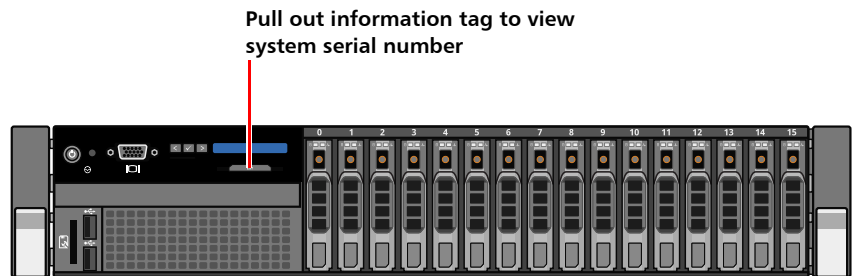 Pull out information tag to view
system serial number
0 1 2 3 4 5 6 7 8 9 10 11 12 13 14 15